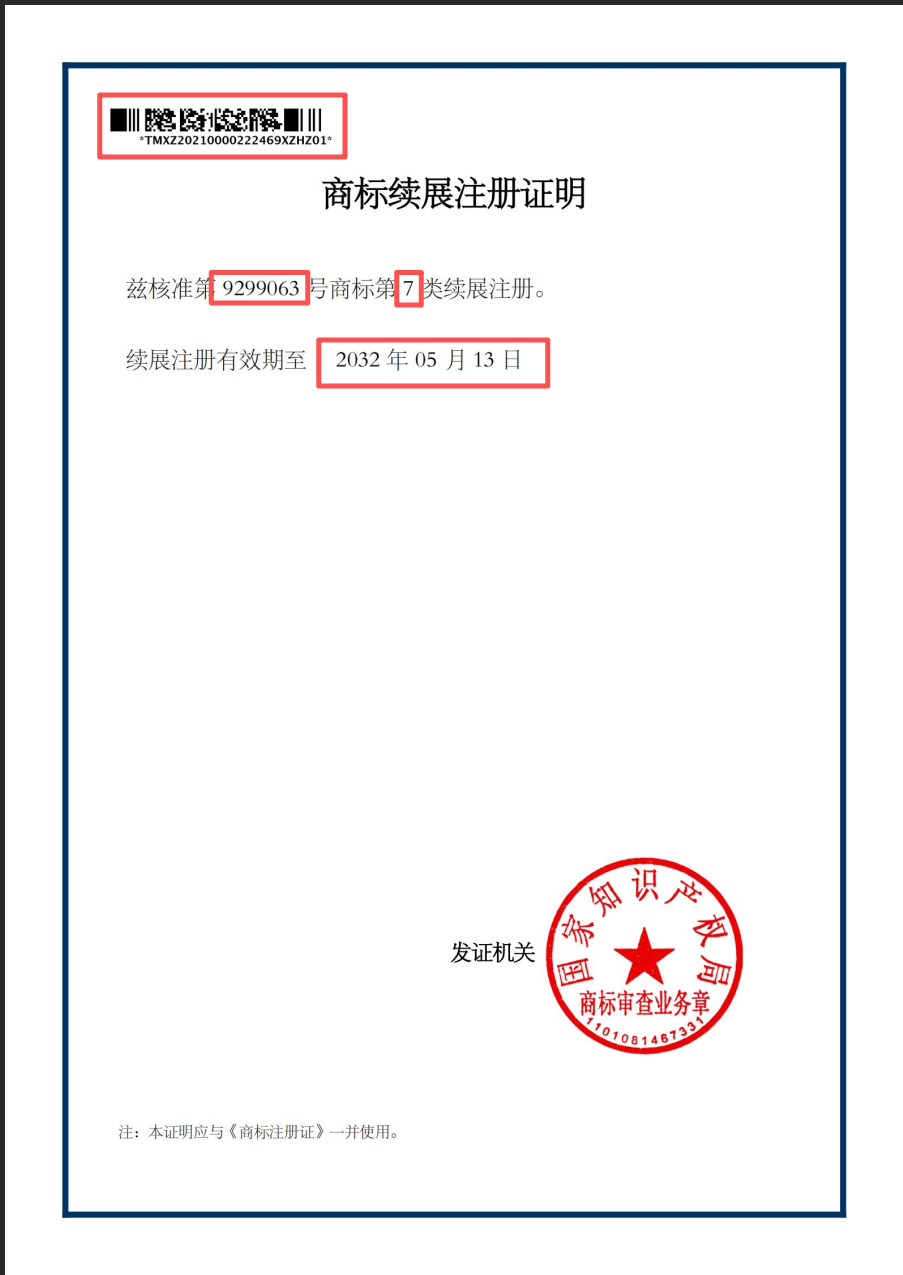 *TMXZ20210000222469XZHZ01*
商标续展注册证明
兹核准第 9299063 号商标第 7 类续展注册。
续展注册有效期至 2032 年 05 月 13 日
国家知识产权局
发证机关
商标审查业务章
1101081467331
注：本证明应与《商标注册证》一并使用。